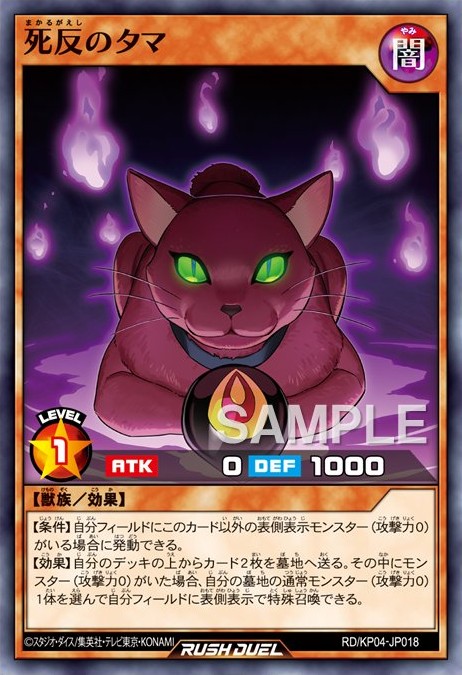 まかるがえし
死反のタマ
やみ
闇
SAMPLE
LEVEL
1
ATK 0 DEF 1000
【獣族／効果】
【条件】自分フィールドにこのカード以外の表側表示モンスター(攻撃力0)
がいる場合に発動できる。
【効果】自分のデッキの上からカード2枚を墓地へ送る。その中にモン
スター(攻撃力0)がいた場合、自分の墓地の通常モンスター(攻撃力0)
1体を選んで自分フィールドに表側表示で特殊召喚できる。
©スタジオ・ダイス/集英社・テレビ東京・KONAMI
RUSH DUEL
RD/KP04-JP018